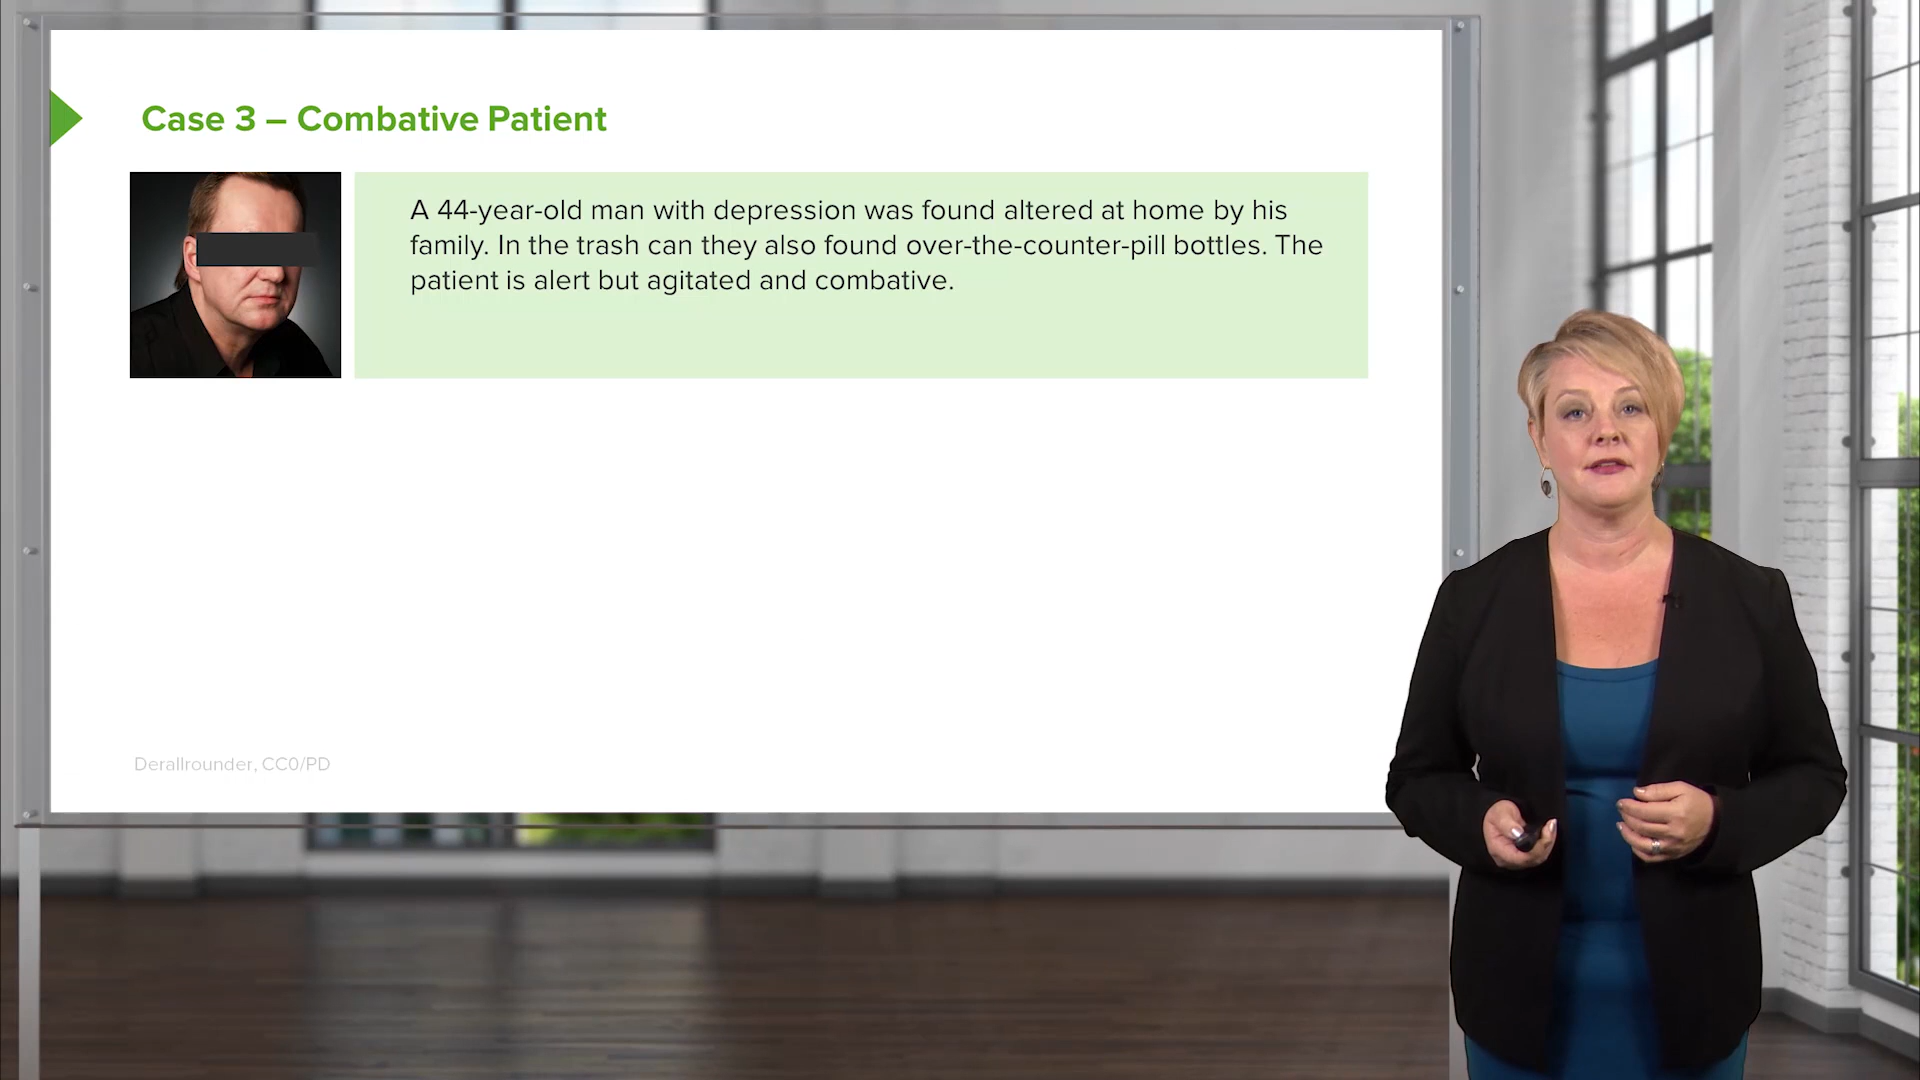 Case 3 – Combative Patient
A 44-year-old man with depression was found altered at home by his
family. In the trash can they also found over-the-counter-pill bottles. The
patient is alert but agitated and combative.
Derallrounder, CC0/PD